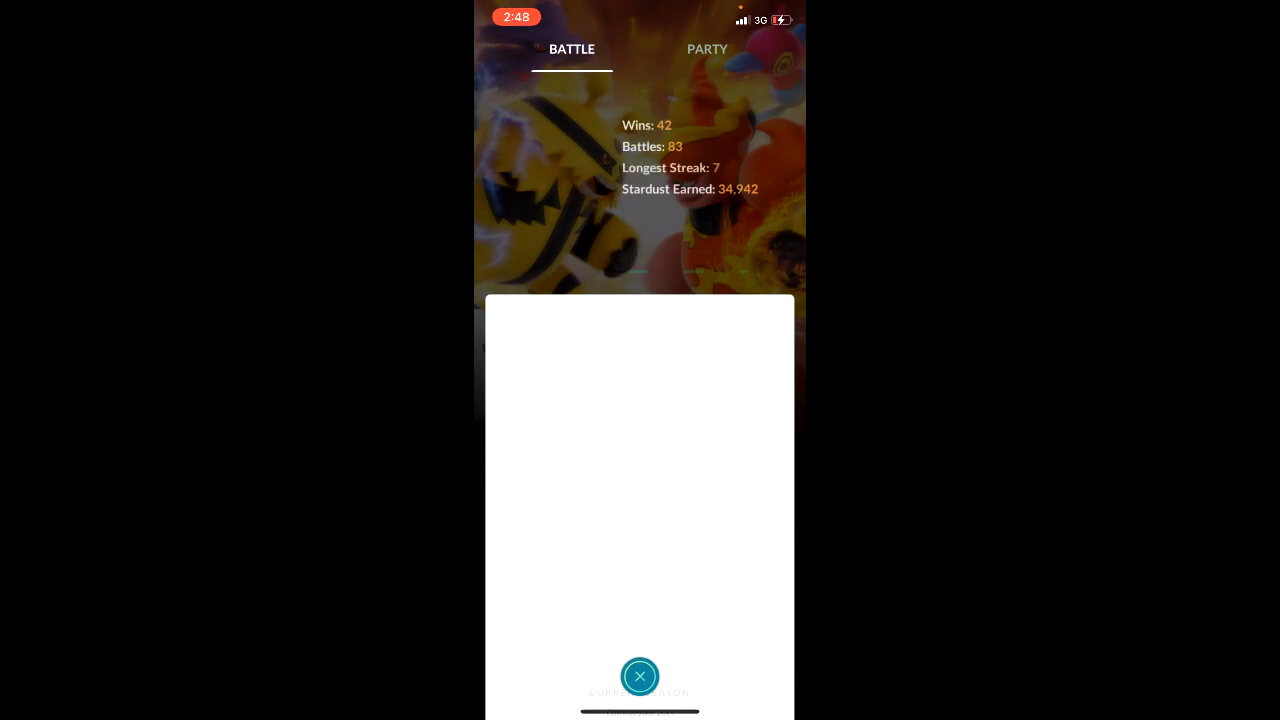 2:48
3G
BATTLE
PARTY
Wins: 42
Battles: 83
Longest Streak: 7
Stardust Earned: 34,942